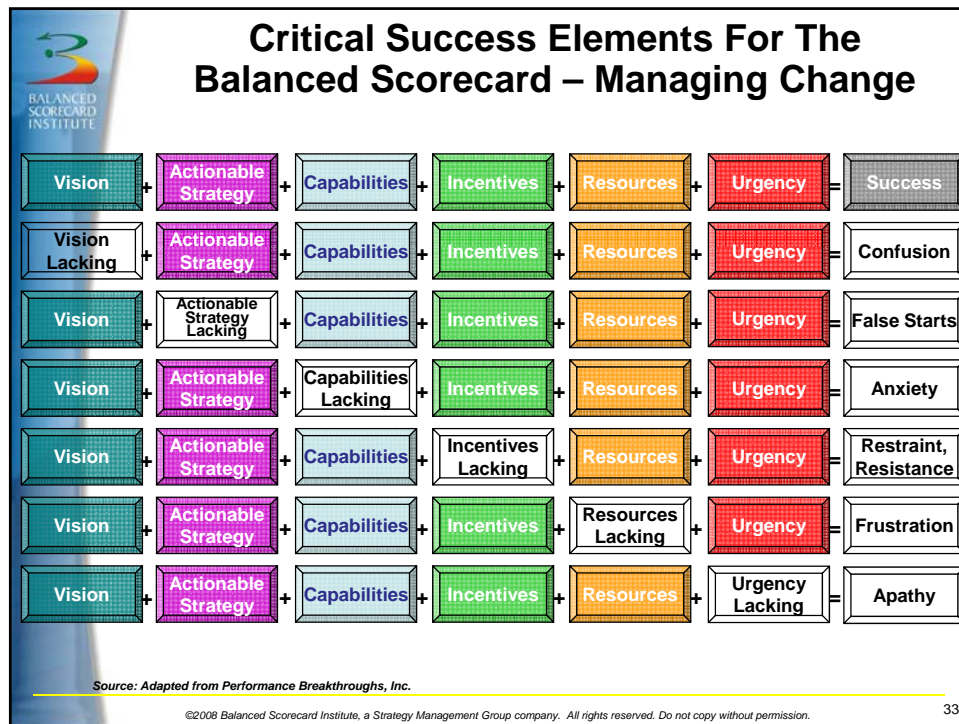 Critical Success Elements For The
Balanced Scorecard – Managing Change
BALANCED
SCORECARD
INSTITUTE
Vision + Actionable Strategy + Capabilities + Incentives + Resources + Urgency = Success
Vision Lacking + Actionable Strategy + Capabilities + Incentives + Resources + Urgency = Confusion
Vision + Actionable Strategy Lacking + Capabilities + Incentives + Resources + Urgency = False Starts
Vision + Actionable Strategy + Capabilities Lacking + Incentives + Resources + Urgency = Anxiety
Vision + Actionable Strategy + Capabilities + Incentives Lacking + Resources + Urgency = Restraint, Resistance
Vision + Actionable Strategy + Capabilities + Incentives + Resources Lacking + Urgency = Frustration
Vision + Actionable Strategy + Capabilities + Incentives + Resources + Urgency Lacking = Apathy
Source: Adapted from Performance Breakthroughs, Inc.
©2008 Balanced Scorecard Institute, a Strategy Management Group company. All rights reserved. Do not copy without permission.
33